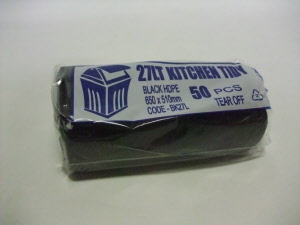 27LT KITCHEN TIDY
BLACK HDPE
650 x 510mm
CODE - BK27L
50 PCS
TEAR OFF